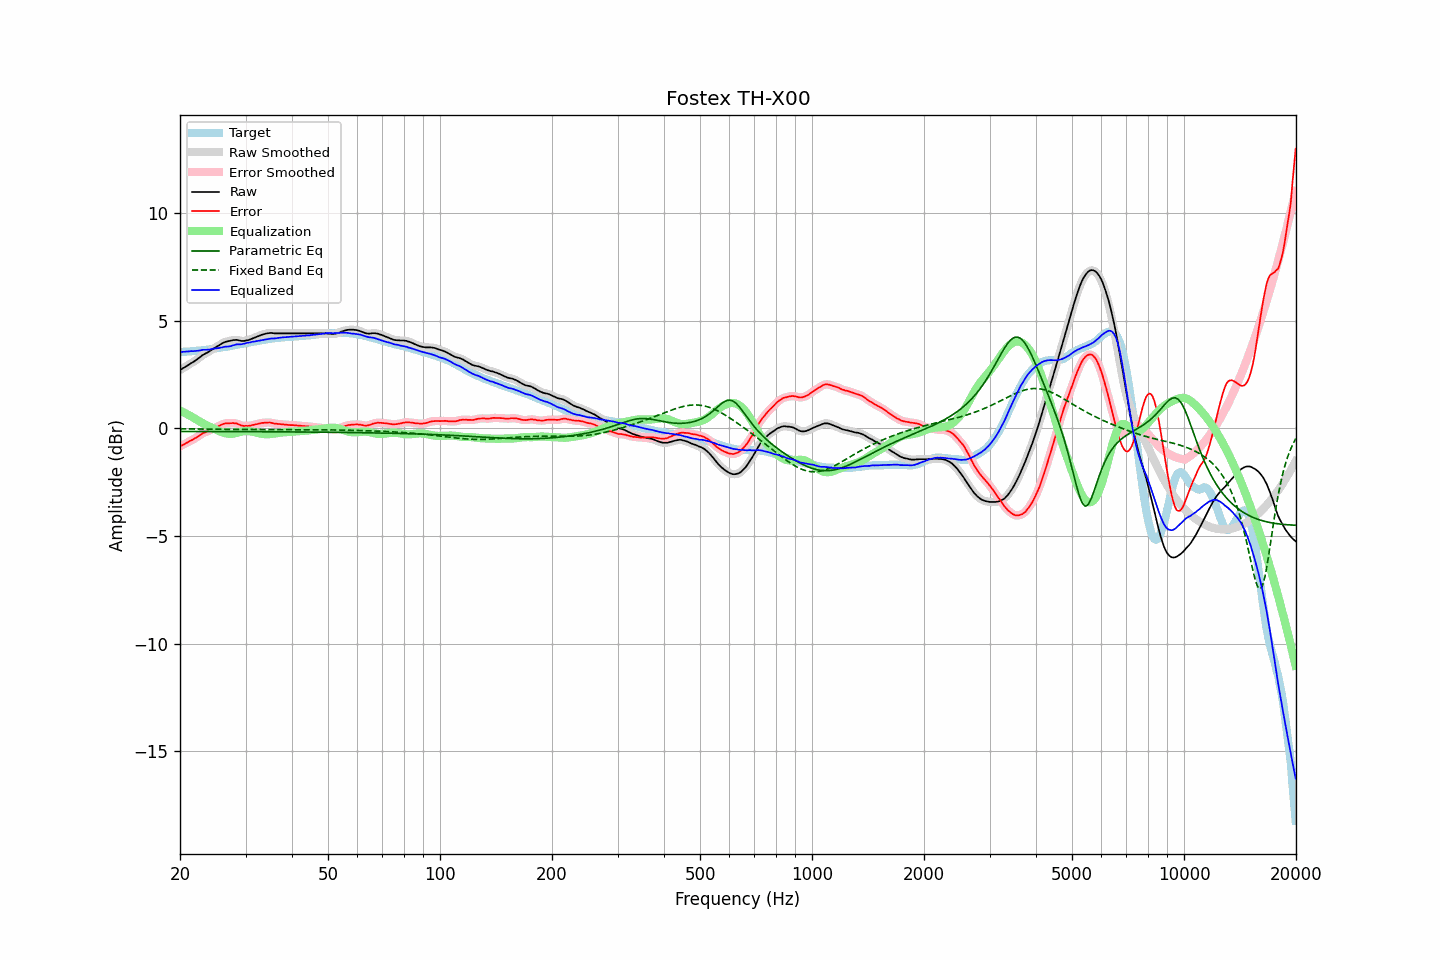 Fostex TH-X00
Target
Raw Smoothed
Error Smoothed
Raw
Error
Equalization
Parametric Eq
Fixed Band Eq
Equalized
10
5
0
−5
−10
−15
Amplitude (dBr)
20 50 100 200 500 1000 2000 5000 10000 20000
Frequency (Hz)